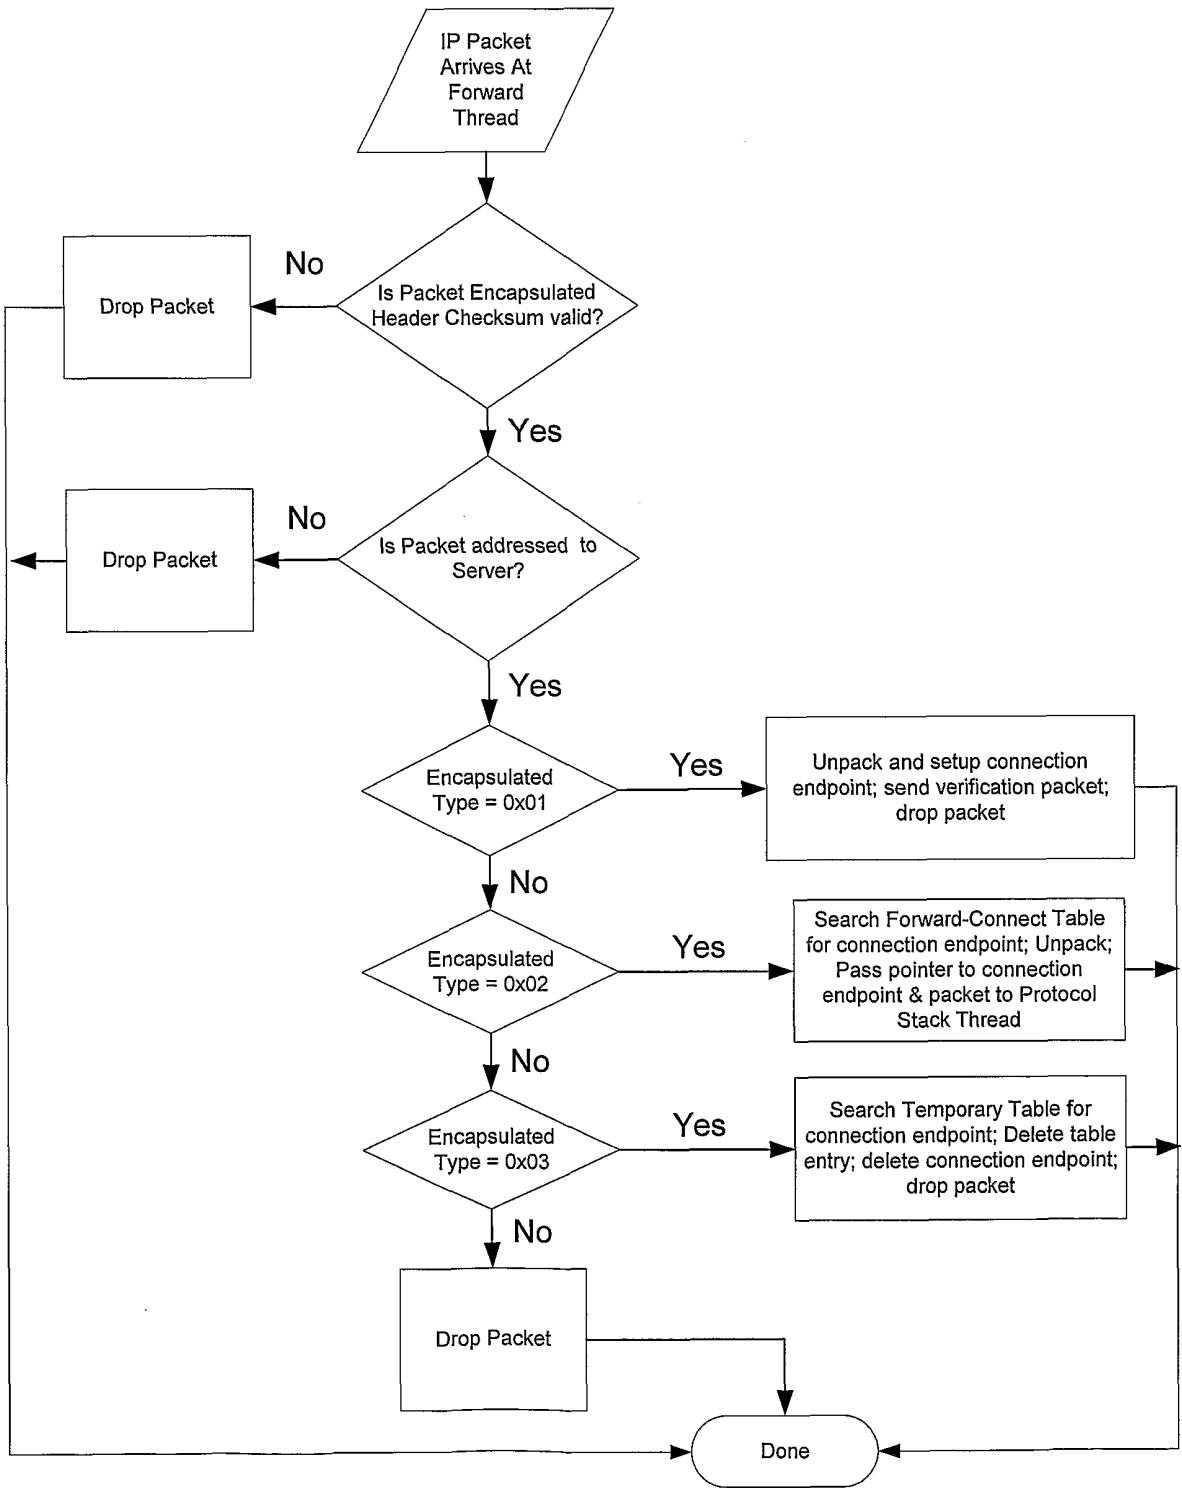 IP Packet
Arrives At
Forward
Thread
No
Drop Packet
Is Packet Encapsulated
Header Checksum valid?
Yes
No
Drop Packet
Is Packet addressed to
Server?
Yes
Encapsulated
Type = 0x01
Yes
Unpack and setup connection
endpoint; send verification packet;
drop packet
No
Encapsulated
Type = 0x02
Yes
Search Forward-Connect Table
for connection endpoint; Unpack;
Pass pointer to connection
endpoint & packet to Protocol
Stack Thread
No
Encapsulated
Type = 0x03
Yes
Search Temporary Table for
connection endpoint; Delete table
entry; delete connection endpoint;
drop packet
No
Drop Packet
Done